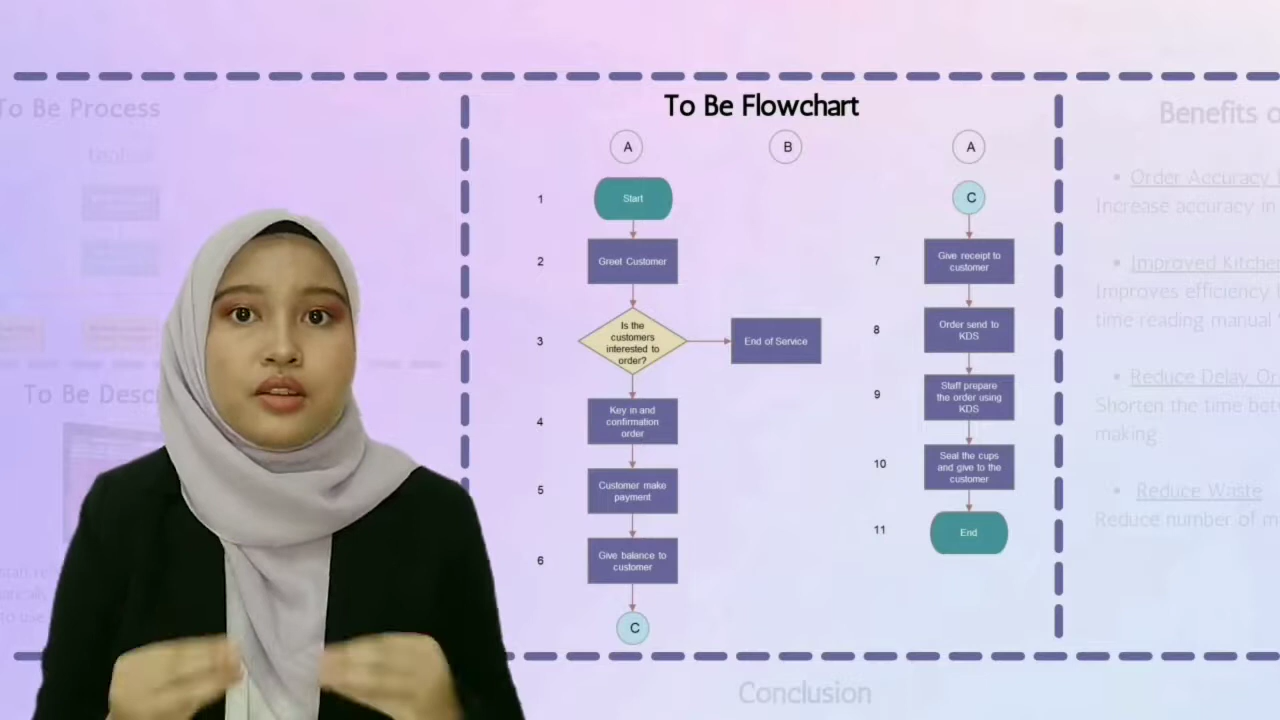 To Be Process
To Be Flowchart
Benefits o
A
B
A
1
Start
C
2
Greet Customer
7
Give receipt to
customer
3
Is the
customers
interested to
order?
End of Service
8
Order send to
KDS
4
Key in and
confirmation
order
9
Staff prepare
the order using
KDS
5
Customer make
payment
10
Seal the cups
and give to the
customer
6
Give balance to
customer
11
End
C
• Order Accuracy
Increase accuracy in
• Improved Kitche
Improves efficiency
time reading manual
• Reduce Delay Or
Shorten the time
making
• Reduce Waste
Reduce number of m
To Be Desc
to use
Conclusion